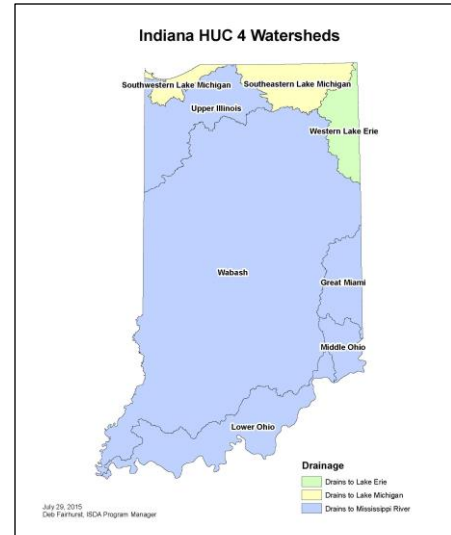 Indiana HUC 4 Watersheds
Southwestern Lake Michigan
Southeastern Lake Michigan
Upper Illinois
Western Lake Erie
Wabash
Great Miami
Middle Ohio
Lower Ohio
Drainage
Drains to Lake Erie
Drains to Lake Michigan
Drains to Mississippi River
July 29, 2015
Deb Fairhurst, ISDA Program Manager